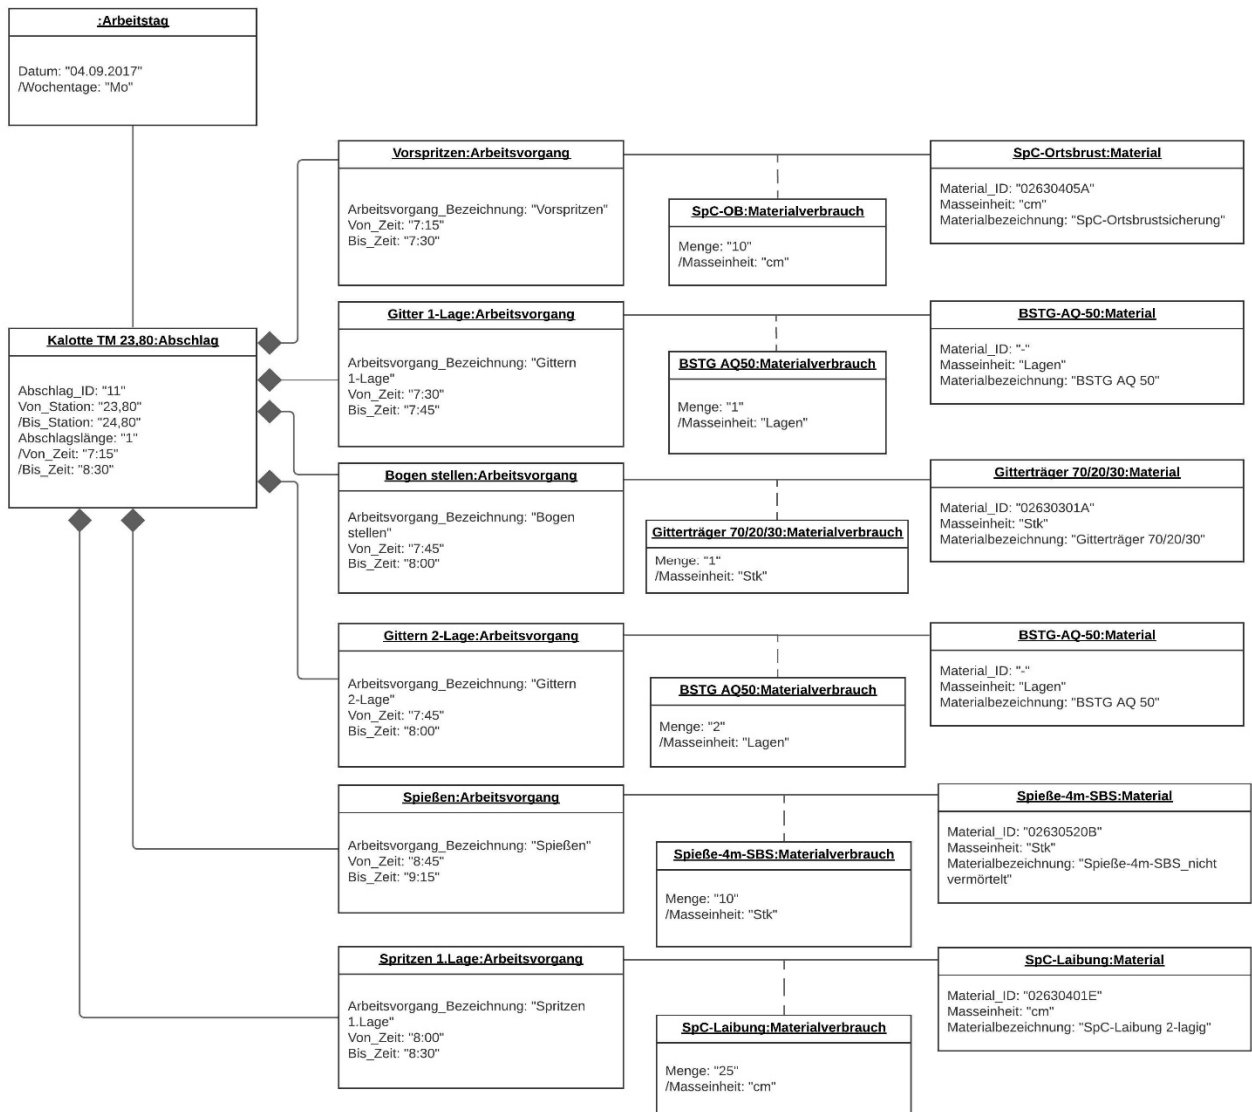 :Arbeitstag
Datum: "04.09.2017"
/Wochentage: "Mo"
Kalotte TM 23,80:Abschlag
Abschlag_ID: "11"
Von_Station: "23,80"
/Bis_Station: "24,80"
Abschlagslänge: "1"
/Von_Zeit: "7:15"
/Bis_Zeit: "8:30"
Vorspritzen:Arbeitsvorgang
Arbeitsvorgang_Bezeichnung: "Vorspritzen"
Von_Zeit: "7:15"
Bis_Zeit: "7:30"
SpC-OB:Materialverbrauch
Menge: "10"
/Masseinheit: "cm"
SpC-Ortsbrust:Material
Material_ID: "02630405A"
Masseinheit: "cm"
Materialbezeichnung: "SpC-Ortsbrustsicherung"
Gitter 1-Lage:Arbeitsvorgang
Arbeitsvorgang_Bezeichnung: "Gittern
1-Lage"
Von_Zeit: "7:30"
Bis_Zeit: "7:45"
BSTG AQ50:Materialverbrauch
Menge: "1"
/Masseinheit: "Lagen"
BSTG-AQ-50:Material
Material_ID: "-"
Masseinheit: "Lagen"
Materialbezeichnung: "BSTG AQ 50"
Bogen stellen:Arbeitsvorgang
Arbeitsvorgang_Bezeichnung: "Bogen
stellen"
Von_Zeit: "7:45"
Bis_Zeit: "8:00"
Gitterträger 70/20/30:Materialverbrauch
Menge: "1"
/Masseinheit: "Stk"
Gitterträger 70/20/30:Material
Material_ID: "02630301A"
Masseinheit: "Stk"
Materialbezeichnung: "Gitterträger 70/20/30"
Gittern 2-Lage:Arbeitsvorgang
Arbeitsvorgang_Bezeichnung: "Gittern
2-Lage"
Von_Zeit: "7:45"
Bis_Zeit: "8:00"
BSTG AQ50:Materialverbrauch
Menge: "2"
/Masseinheit: "Lagen"
BSTG-AQ-50:Material
Material_ID: "-"
Masseinheit: "Lagen"
Materialbezeichnung: "BSTG AQ 50"
Spießen:Arbeitsvorgang
Arbeitsvorgang_Bezeichnung: "Spießen"
Von_Zeit: "8:45"
Bis_Zeit: "9:15"
Spieße-4m-SBS:Materialverbrauch
Menge: "10"
/Masseinheit: "Stk"
Spieße-4m-SBS:Material
Material_ID: "02630520B"
Masseinheit: "Stk"
Materialbezeichnung: "Spieße-4m-SBS_nicht
vermörtelt"
Spritzen 1.Lage:Arbeitsvorgang
Arbeitsvorgang_Bezeichnung: "Spritzen
1.Lage"
Von_Zeit: "8:00"
Bis_Zeit: "8:30"
SpC-Laibung:Materialverbrauch
Menge: "25"
/Masseinheit: "cm"
SpC-Laibung:Material
Material_ID: "02630401E"
Masseinheit: "cm"
Materialbezeichnung: "SpC-Laibung 2-lagig"